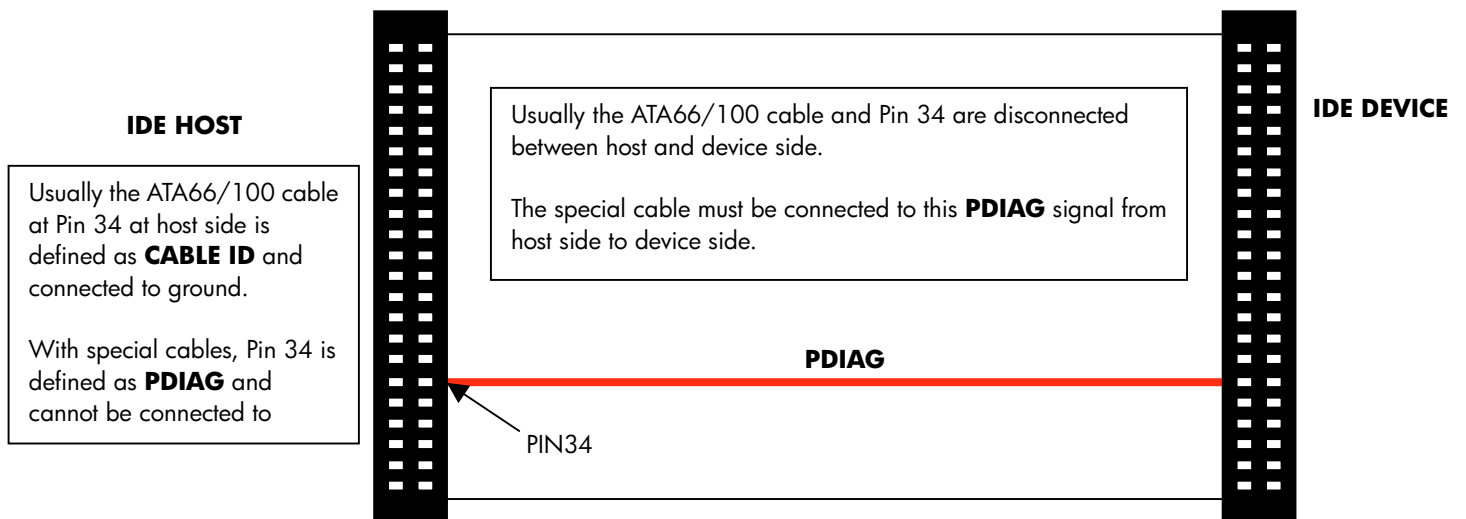 IDE HOST
Usually the ATA66/100 cable
at Pin 34 at host side is
defined as CABLE ID and
connected to ground.
With special cables, Pin 34 is
defined as PDIAG and
cannot be connected to
Usually the ATA66/100 cable and Pin 34 are disconnected
between host and device side.
The special cable must be connected to this PDIAG signal from
host side to device side.
PDIAG
PIN34
IDE DEVICE